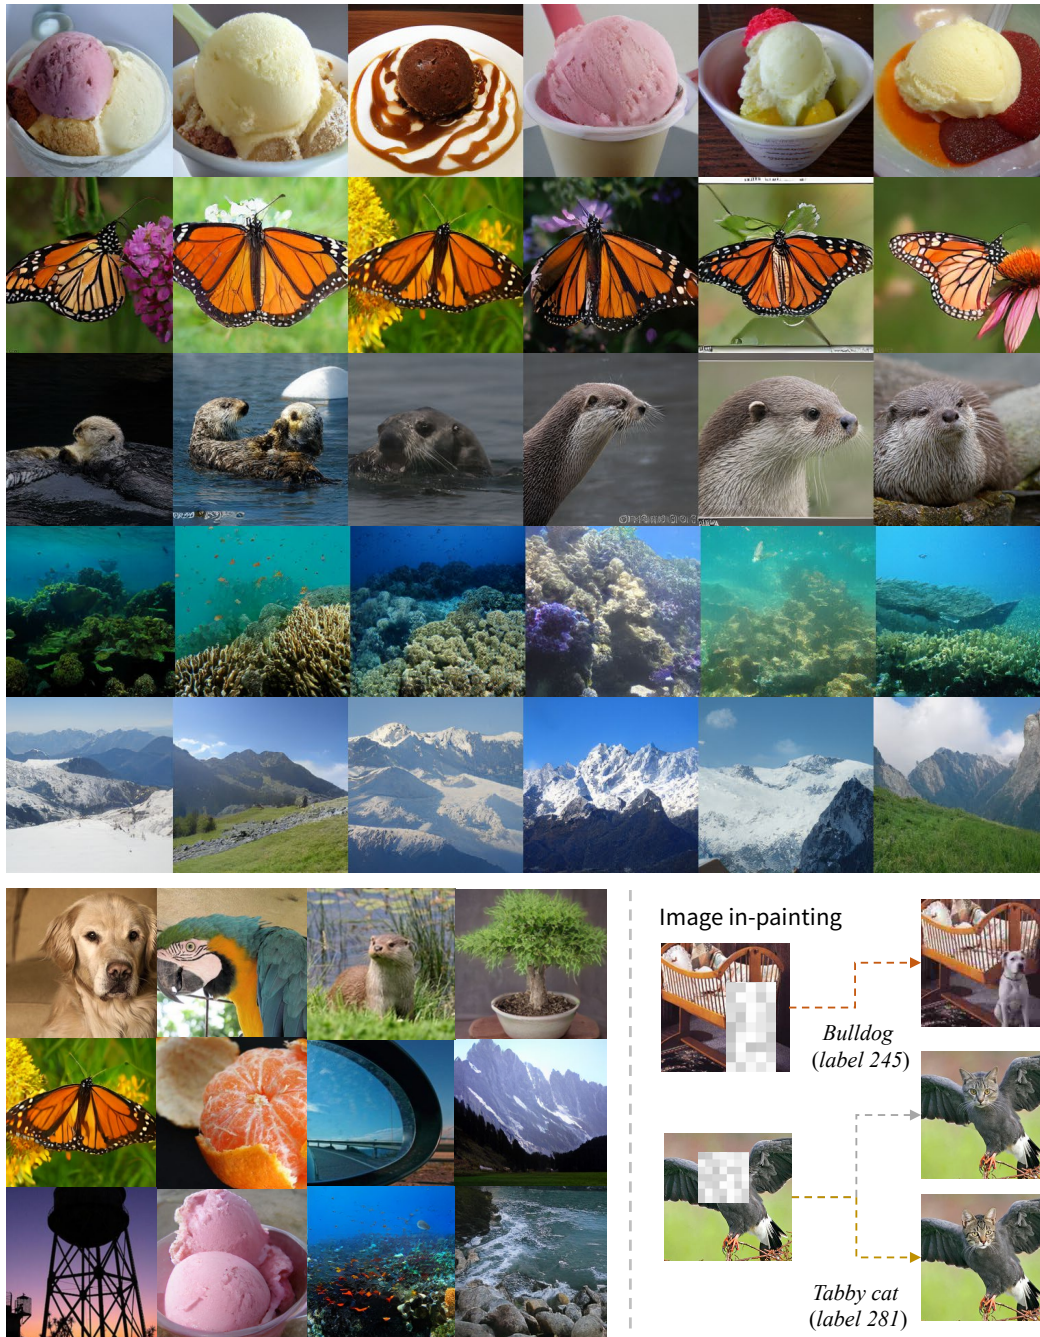 Image in-painting
Bulldog
(label 245)
Tabby cat
(label 281)